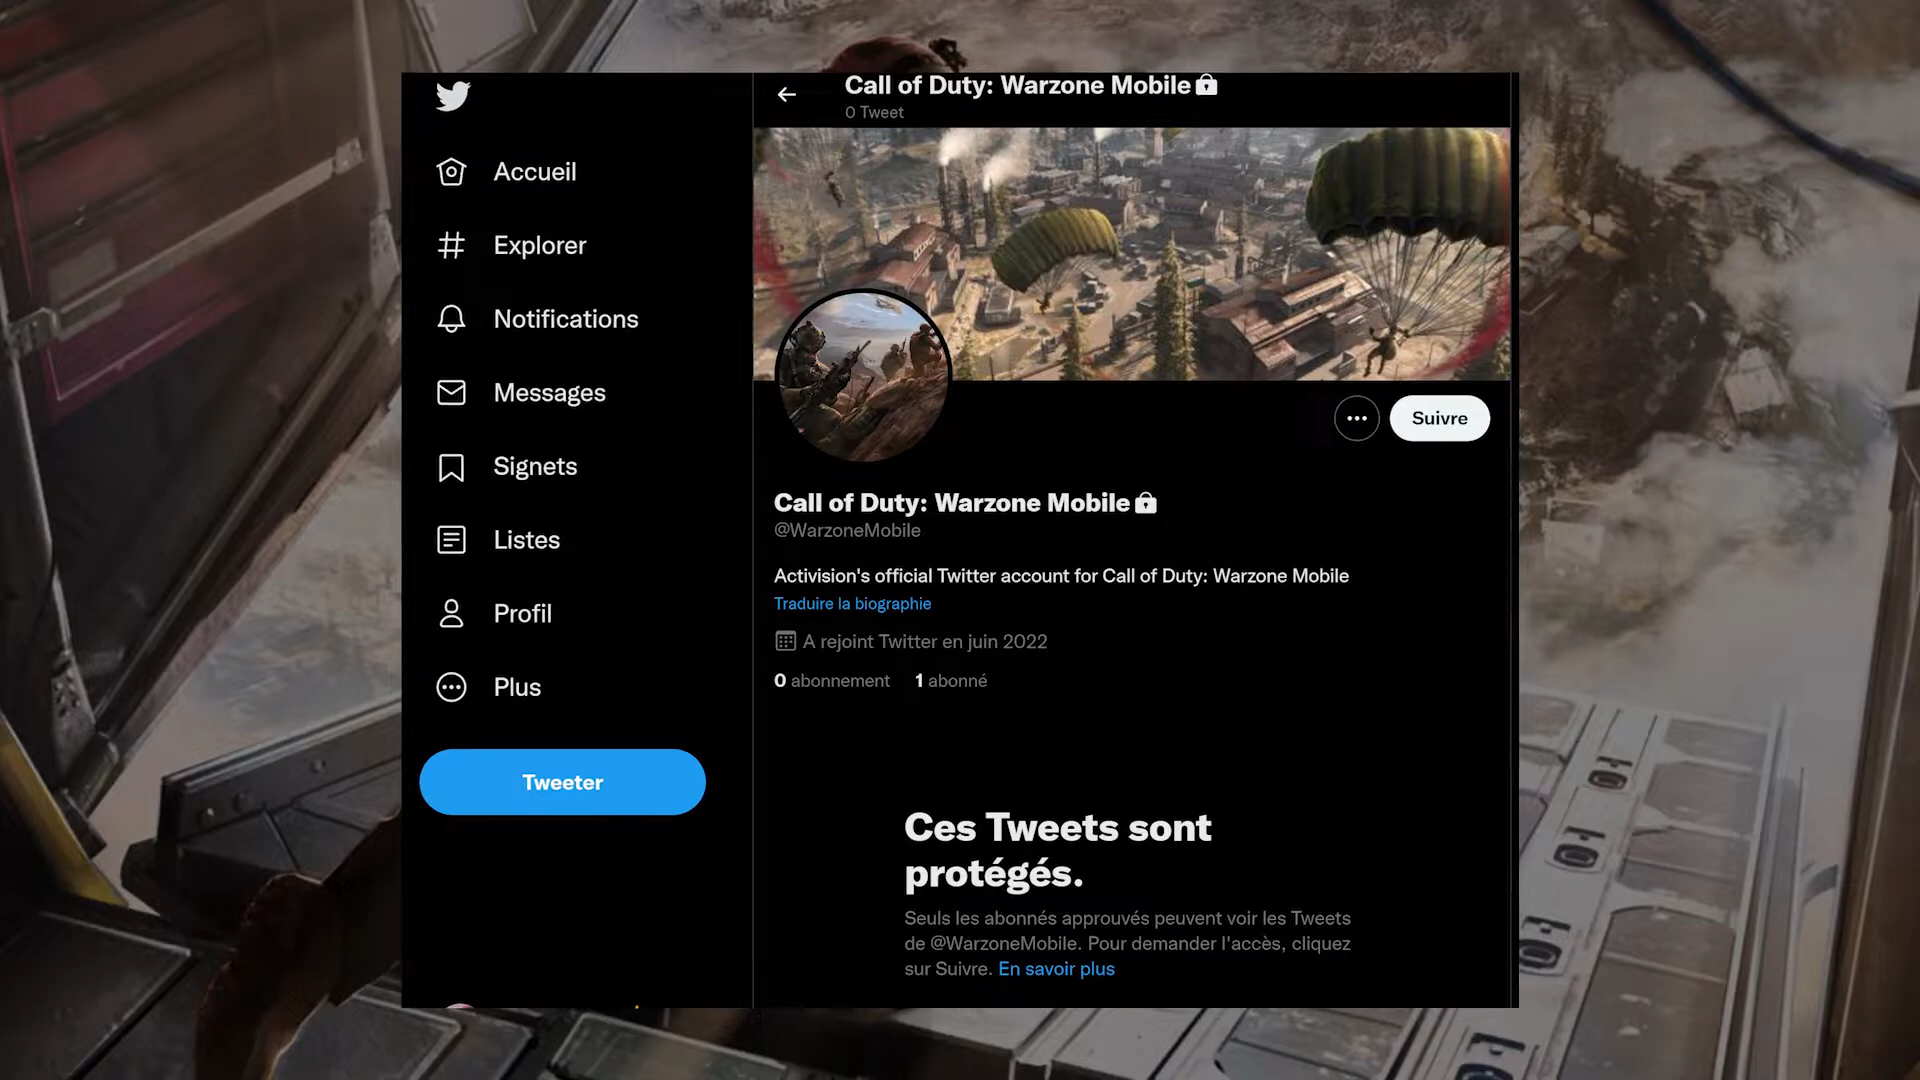 Call of Duty: Warzone Mobile
0 Tweet
Accueil
Explorer
Notifications
Messages
Signets
Listes
Profil
Plus
Tweeter
Suivre
Call of Duty: Warzone Mobile
@WarzoneMobile
Activision's official Twitter account for Call of Duty: Warzone Mobile
Traduire la biographie
A rejoint Twitter en juin 2022
0 abonnement 1 abonné
Ces Tweets sont
protégés.
Seuls les abonnés approuvés peuvent voir les Tweets
de @WarzoneMobile. Pour demander l'accès, cliquez
sur Suivre. En savoir plus